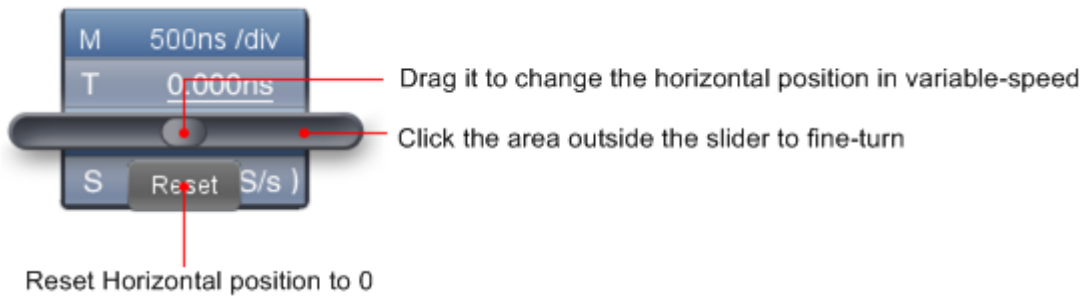 M 500ns /div
T 0.000ns
Drag it to change the horizontal position in variable-speed
Click the area outside the slider to fine-turn
S Reset S/s )
Reset Horizontal position to 0